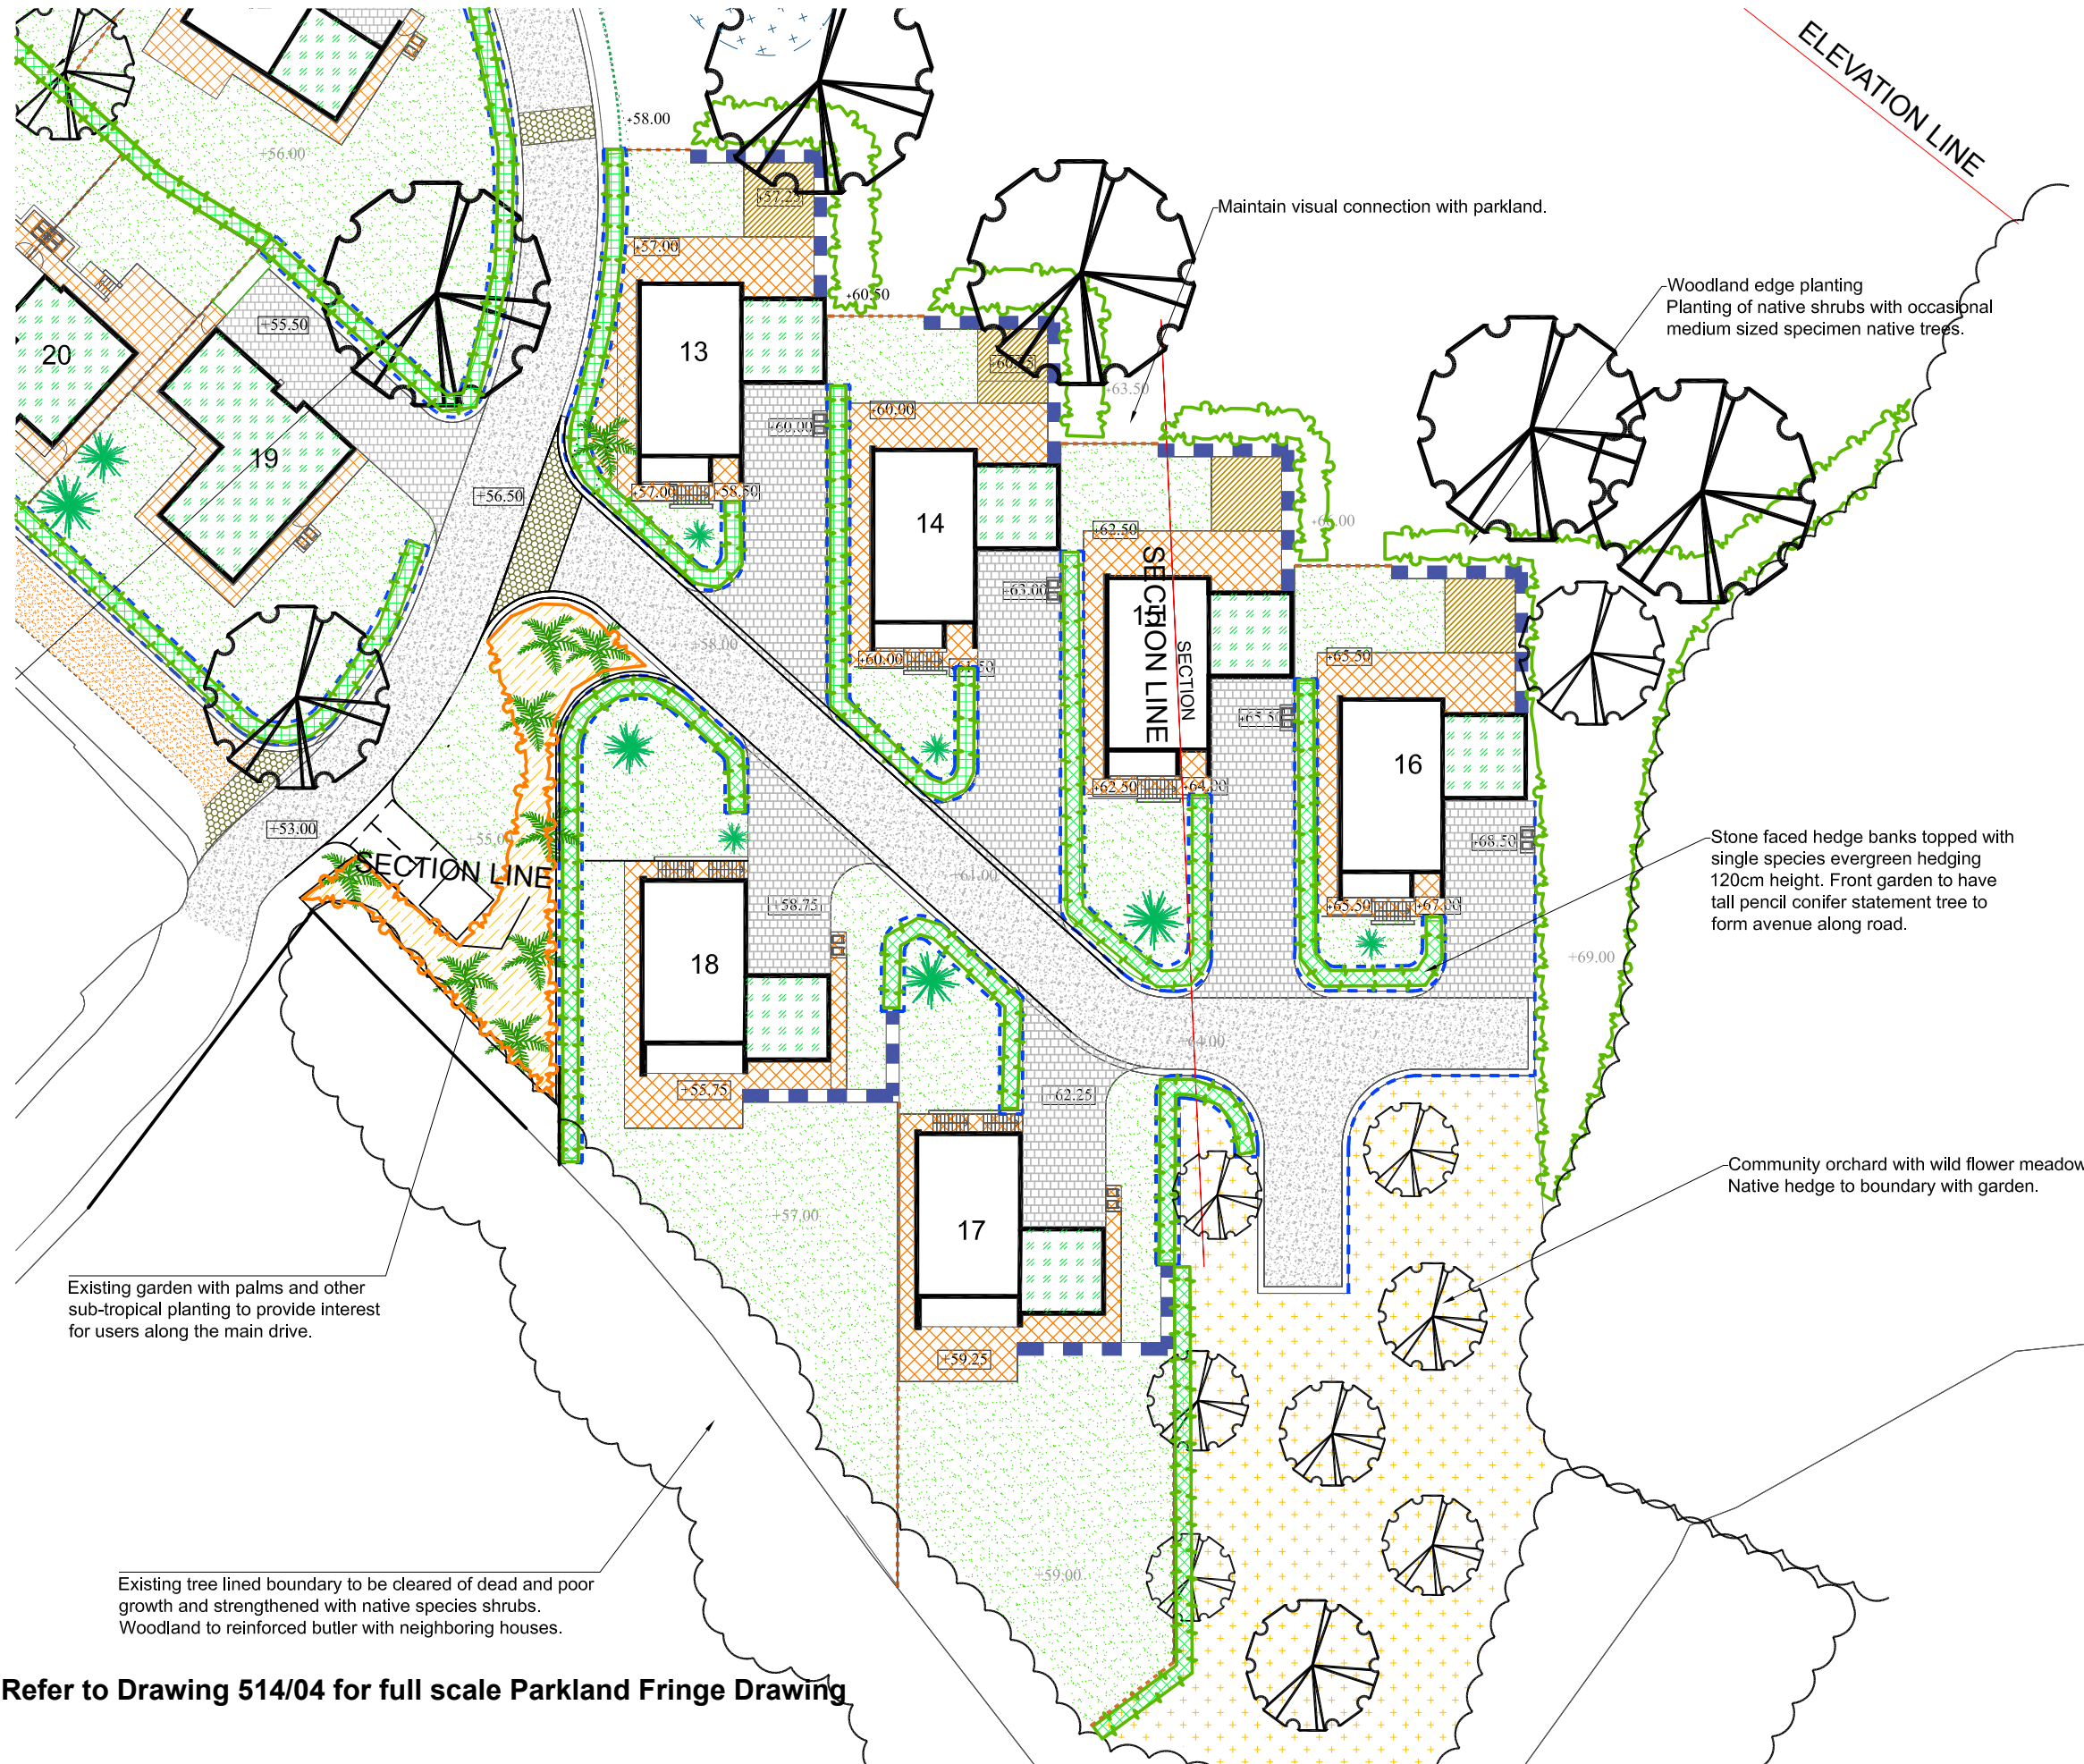 ELEVATION LINE
+58.00
+56.00
+57.25
Maintain visual connection with parkland.
+57.00
Woodland edge planting
Planting of native shrubs with occasional
medium sized specimen native trees.
+60.50
+55.50
20
13
+63.50
+60.00
+60.00
19
+56.50
+57.00
+58.50
14
+66.00
+62.50
SECTION LINE
+63.00
15
SECTION
+58.00
+60.00
+65.50
+65.50
16
+62.50
+64.00
+53.00
+68.50
Stone faced hedge banks topped with
single species evergreen hedging
120cm height. Front garden to have
tall pencil conifer statement tree to
form avenue along road.
SECTION LINE
+61.00
+58.75
+65.50
+67.00
18
+69.00
+64.00
+55.75
+62.25
Community orchard with wild flower meadow
Native hedge to boundary with garden.
+57.00
17
Existing garden with palms and other
sub-tropical planting to provide interest
for users along the main drive.
+59.25
+59.00
Existing tree lined boundary to be cleared of dead and poor
growth and strengthened with native species shrubs.
Woodland to reinforced butler with neighboring houses.
Refer to Drawing 514/04 for full scale Parkland Fringe Drawing